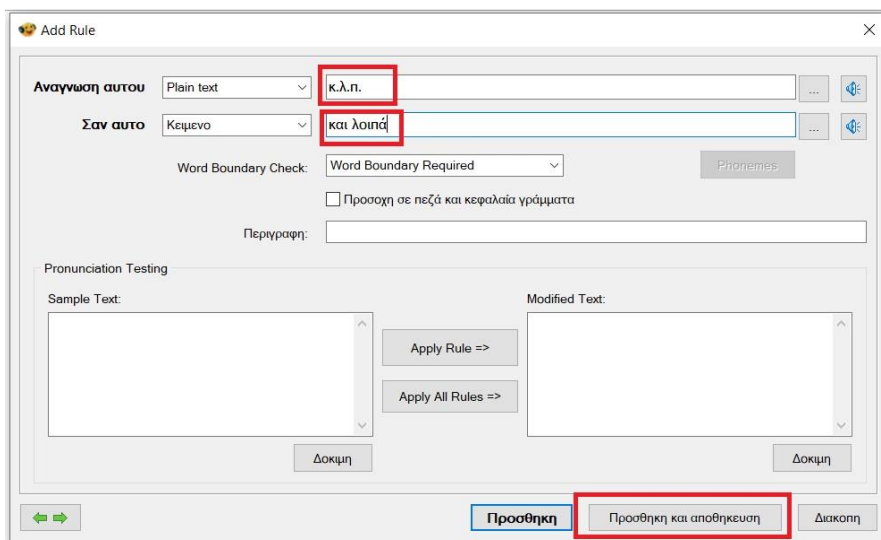 Add Rule
Αναγνωση αυτου Plain text κ.λ.π. ...
Σαν αυτο Κειμενο και λοιπά ...
Word Boundary Check: Word Boundary Required Phonemes
Προσοχη σε πεζά και κεφαλαία γράμματα
Περιγραφη:
Pronunciation Testing
Sample Text: Modified Text:
Apply Rule =>
Apply All Rules =>
Δοκιμη Δοκιμη
Προσθηκη Προσθηκη και αποθηκευση Διακοπη